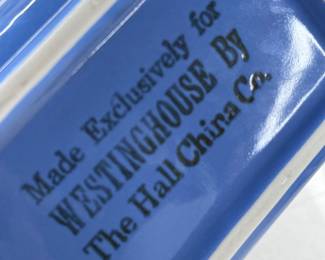 Made Exclusively for
WESTINGHOUSE By
The Hall China Co.